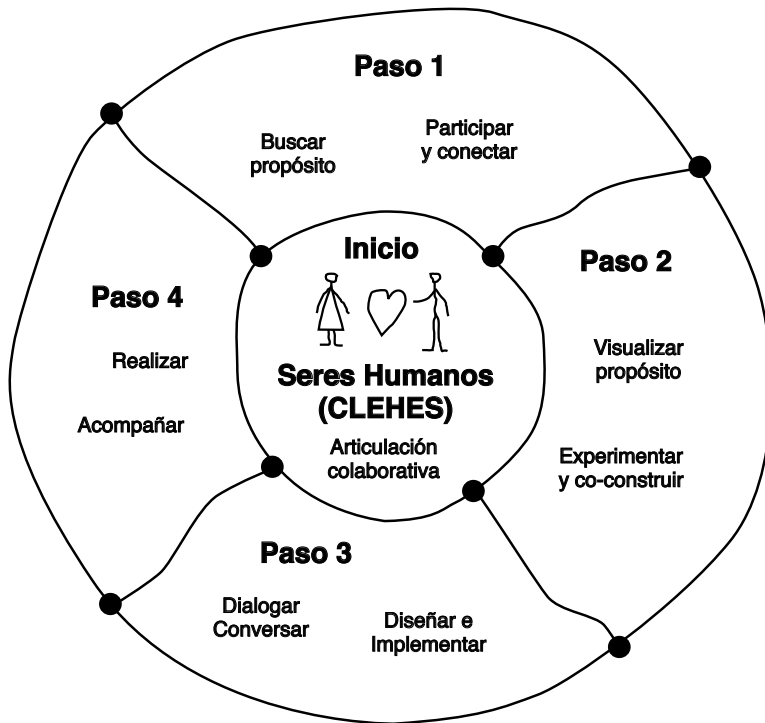 Paso 1
Buscar
propósito
Participar
y conectar
Inicio
Seres Humanos
(CLEHES)
Articulación
colaborativa
Paso 2
Visualizar
propósito
Experimentar
y co-construir
Paso 3
Dialogar
Conversar
Diseñar e
Implementar
Paso 4
Realizar
Acompañar